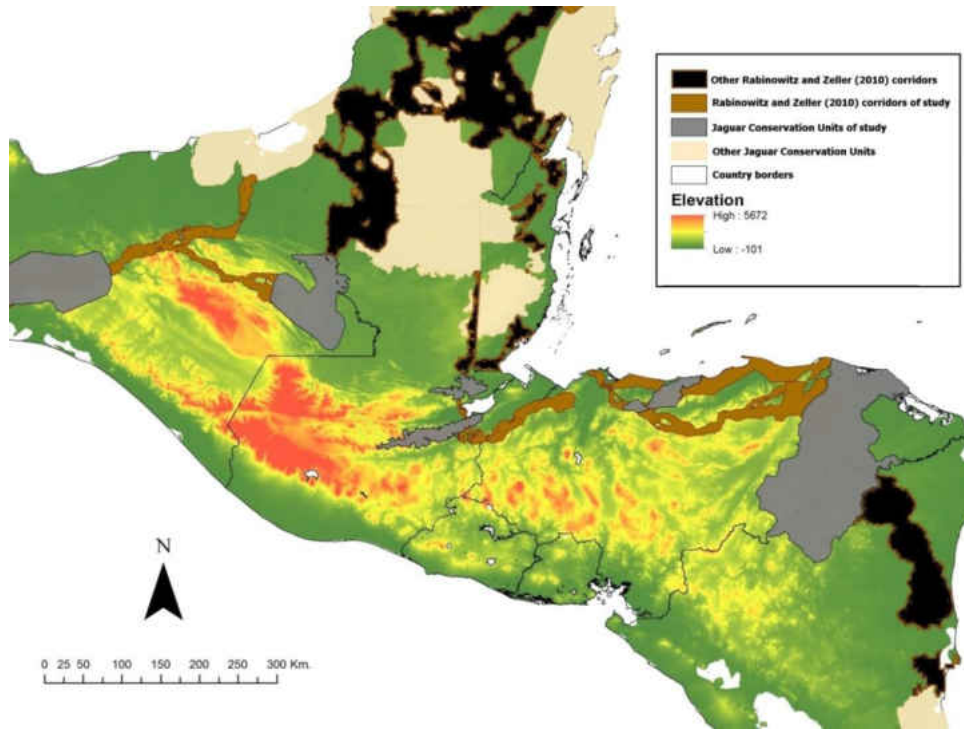 Other Rabinowitz and Zeller (2010) corridors
Rabinowitz and Zeller (2010) corridors of study
Jaguar Conservation Units of study
Other Jaguar Conservation Units
Country borders
Elevation
High : 5672
Low : -101
N
0 25 50 100 150 200 250 300 Km.